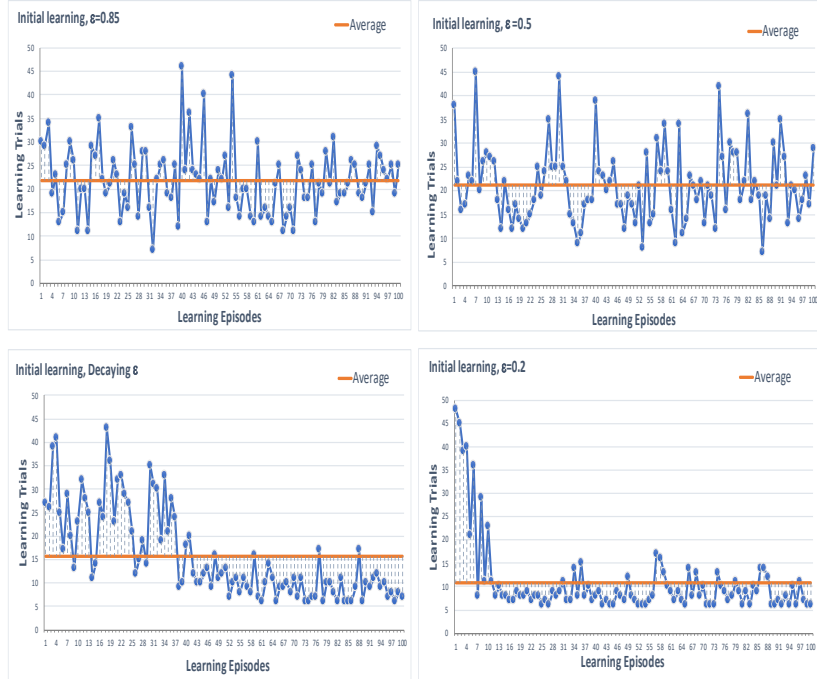 Initial learning, ε=0.85
Average
50
45
40
35
30
25
20
15
10
5
0
Learning Trials
1 4 7 10 13 16 19 22 25 28 31 34 37 40 43 46 49 52 55 58 61 64 67 70 73 76 79 82 85 88 91 94 97 100
Learning Episodes
Initial learning, ε =0.5
Average
50
45
40
35
30
25
20
15
10
5
0
Learning Trials
1 4 7 10 13 16 19 22 25 28 31 34 37 40 43 46 49 52 55 58 61 64 67 70 73 76 79 82 85 88 91 94 97 100
Learning Episodes
Initial learning, Decaying ε
Average
50
45
40
35
30
25
20
15
10
5
0
Learning Trials
1 4 7 10 13 16 19 22 25 28 31 34 37 40 43 46 49 52 55 58 61 64 67 70 73 76 79 82 85 88 91 94 97 100
Learning Episodes
Initial learning, ε=0.2
Average
50
45
40
35
30
25
20
15
10
5
0
Learning Trials
1 4 7 10 13 16 19 22 25 28 31 34 37 40 43 46 49 52 55 58 61 64 67 70 73 76 79 82 85 88 91 94 97 100
Learning Episodes